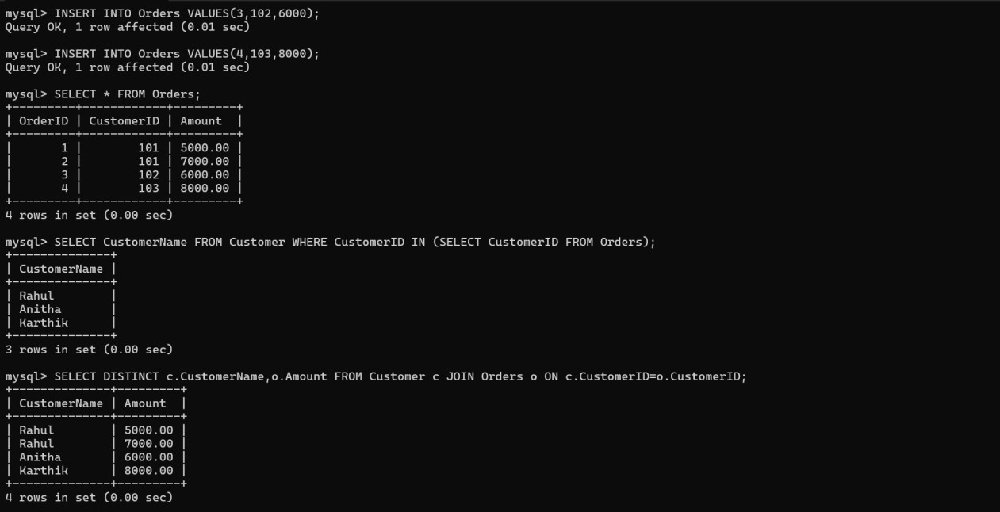 mysql> INSERT INTO Orders VALUES(3,102,6000);
Query OK, 1 row affected (0.01 sec)
mysql> INSERT INTO Orders VALUES(4,103,8000);
Query OK, 1 row affected (0.01 sec)
mysql> SELECT * FROM Orders;
+---------+------------+---------+
| OrderID | CustomerID | Amount  |
+---------+------------+---------+
|       1 |        101 | 5000.00 |
|       2 |        101 | 7000.00 |
|       3 |        102 | 6000.00 |
|       4 |        103 | 8000.00 |
+---------+------------+---------+
4 rows in set (0.00 sec)
mysql> SELECT CustomerName FROM Customer WHERE CustomerID IN (SELECT CustomerID FROM Orders);
+--------------+
| CustomerName |
+--------------+
| Rahul        |
| Anitha       |
| Karthik      |
+--------------+
3 rows in set (0.00 sec)
mysql> SELECT DISTINCT c.CustomerName,o.Amount FROM Customer c JOIN Orders o ON c.CustomerID=o.CustomerID;
+--------------+---------+
| CustomerName | Amount  |
+--------------+---------+
| Rahul        | 5000.00 |
| Rahul        | 7000.00 |
| Anitha       | 6000.00 |
| Karthik      | 8000.00 |
+--------------+---------+
4 rows in set (0.00 sec)